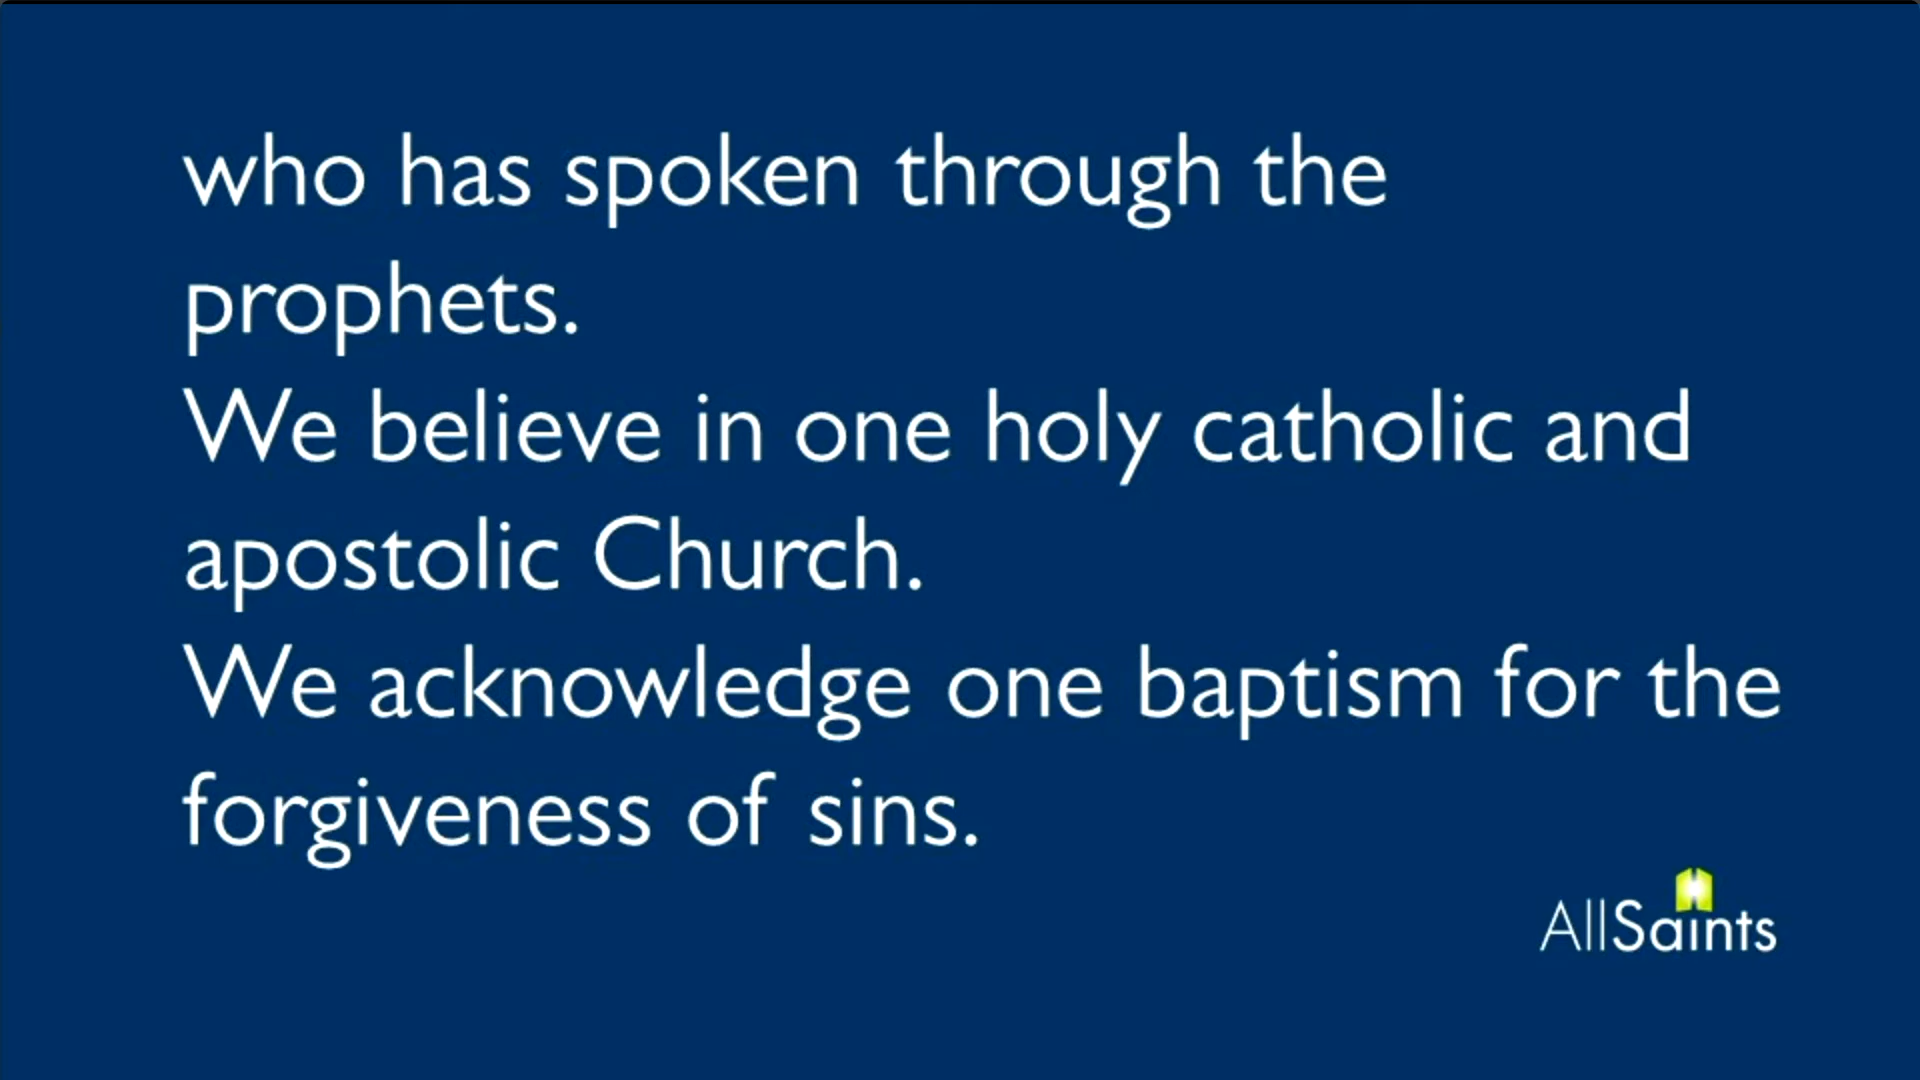 who has spoken through the
prophets.
We believe in one holy catholic and
apostolic Church.
We acknowledge one baptism for the
forgiveness of sins.
AllSaints